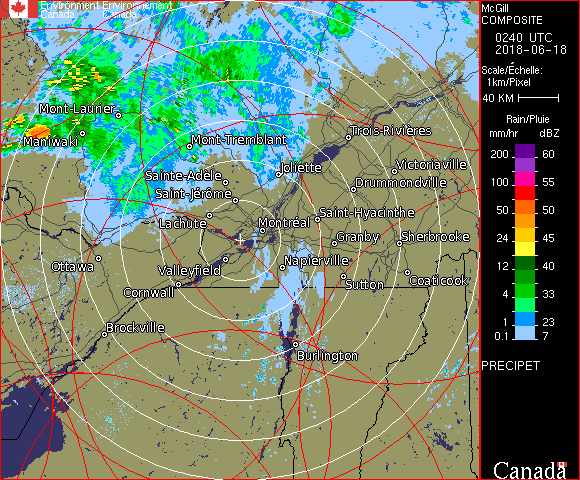 Environment Environnement
Canada Canada
Mont-Laurier
Maniwaki
Mont-Tremblant
Trois-Rivières
Joliette
Victoriaville
Sainte-Adèle
Drummondville
Saint-Jérôme
Saint-Hyacinthe
Lachute
Montréal
Granby
Sherbrooke
Ottawa
Valleyfield
Napierville
Cornwall
Sutton
Coaticook
Brockville
Burlington
McGill
COMPOSITE
0240 UTC
2018-06-18
Scale/Échelle:
1km/Pixel
40 KM
Rain/Pluie
mm/hr dBZ
200 60
150 57
100 55
50 50
24 45
12 40
4 33
1 23
0.1 7
PRECIPET
Canada